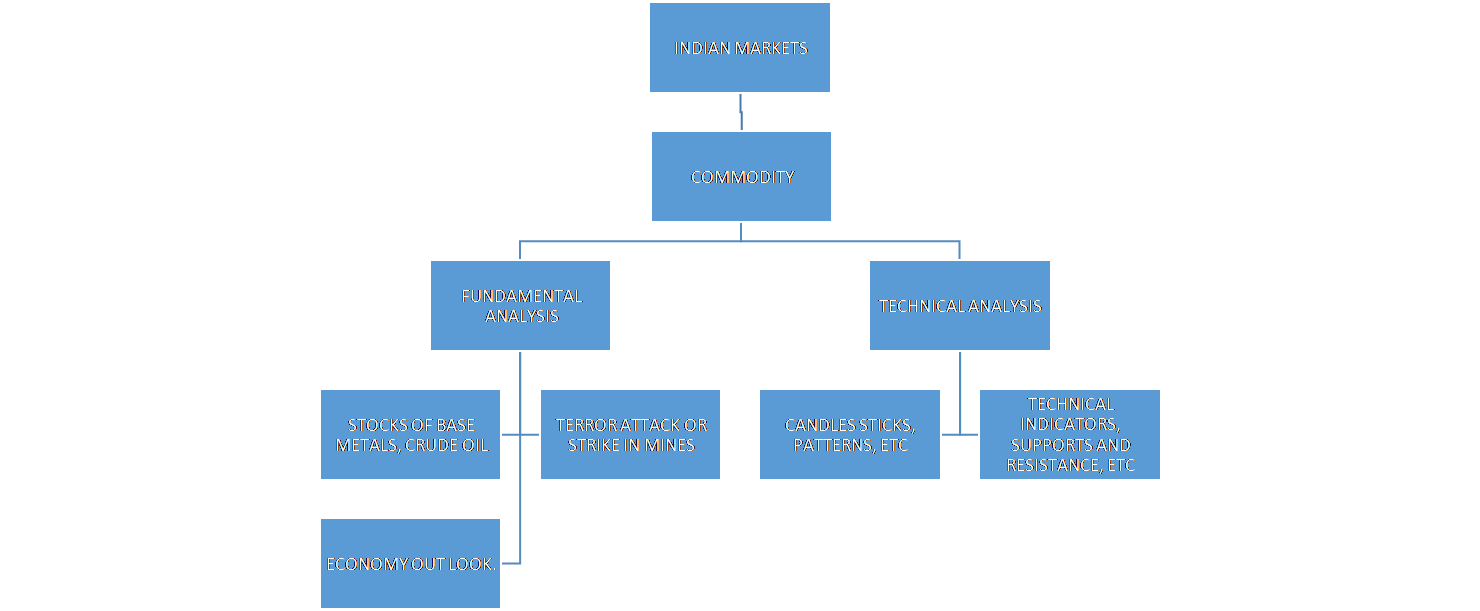 INDIAN MARKETS
COMMODITY
FUNDAMENTAL
ANALYSIS
TECHNICAL ANALYSIS
STOCKS OF BASE
METALS, CRUDE OIL
TERROR ATTACK OR
STRIKE IN MINES
CANDLES STICKS,
PATTERNS, ETC
TECHNICAL
INDICATORS,
SUPPORTS AND
RESISTANCE, ETC
ECONOMY OUT LOOK.